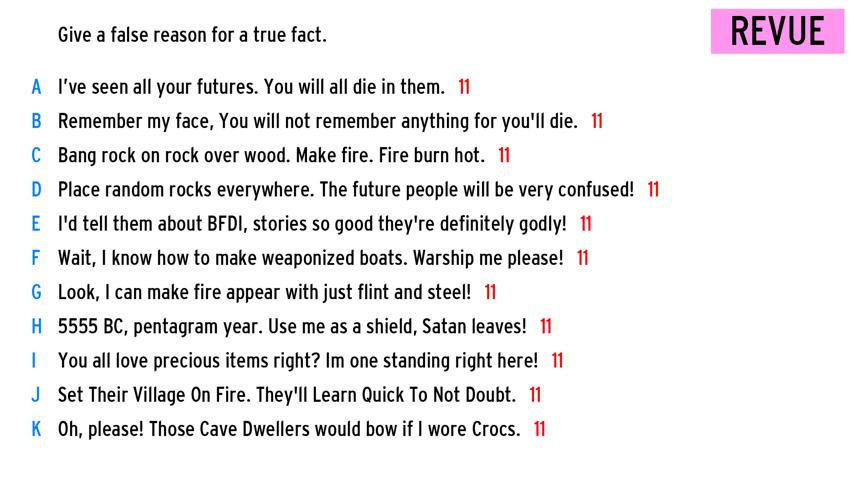 Give a false reason for a true fact.
REVUE
A I've seen all your futures. You will all die in them. 11
B Remember my face, You will not remember anything for you'll die. 11
C Bang rock on rock over wood. Make fire. Fire burn hot. 11
D Place random rocks everywhere. The future people will be very confused! 11
E I'd tell them about BFDI, stories so good they're definitely godly! 11
F Wait, I know how to make weaponized boats. Warship me please! 11
G Look, I can make fire appear with just flint and steel! 11
H 5555 BC, pentagram year. Use me as a shield, Satan leaves! 11
I You all love precious items right? Im one standing right here! 11
J Set Their Village On Fire. They'll Learn Quick To Not Doubt. 11
K Oh, please! Those Cave Dwellers would bow if I wore Crocs. 11